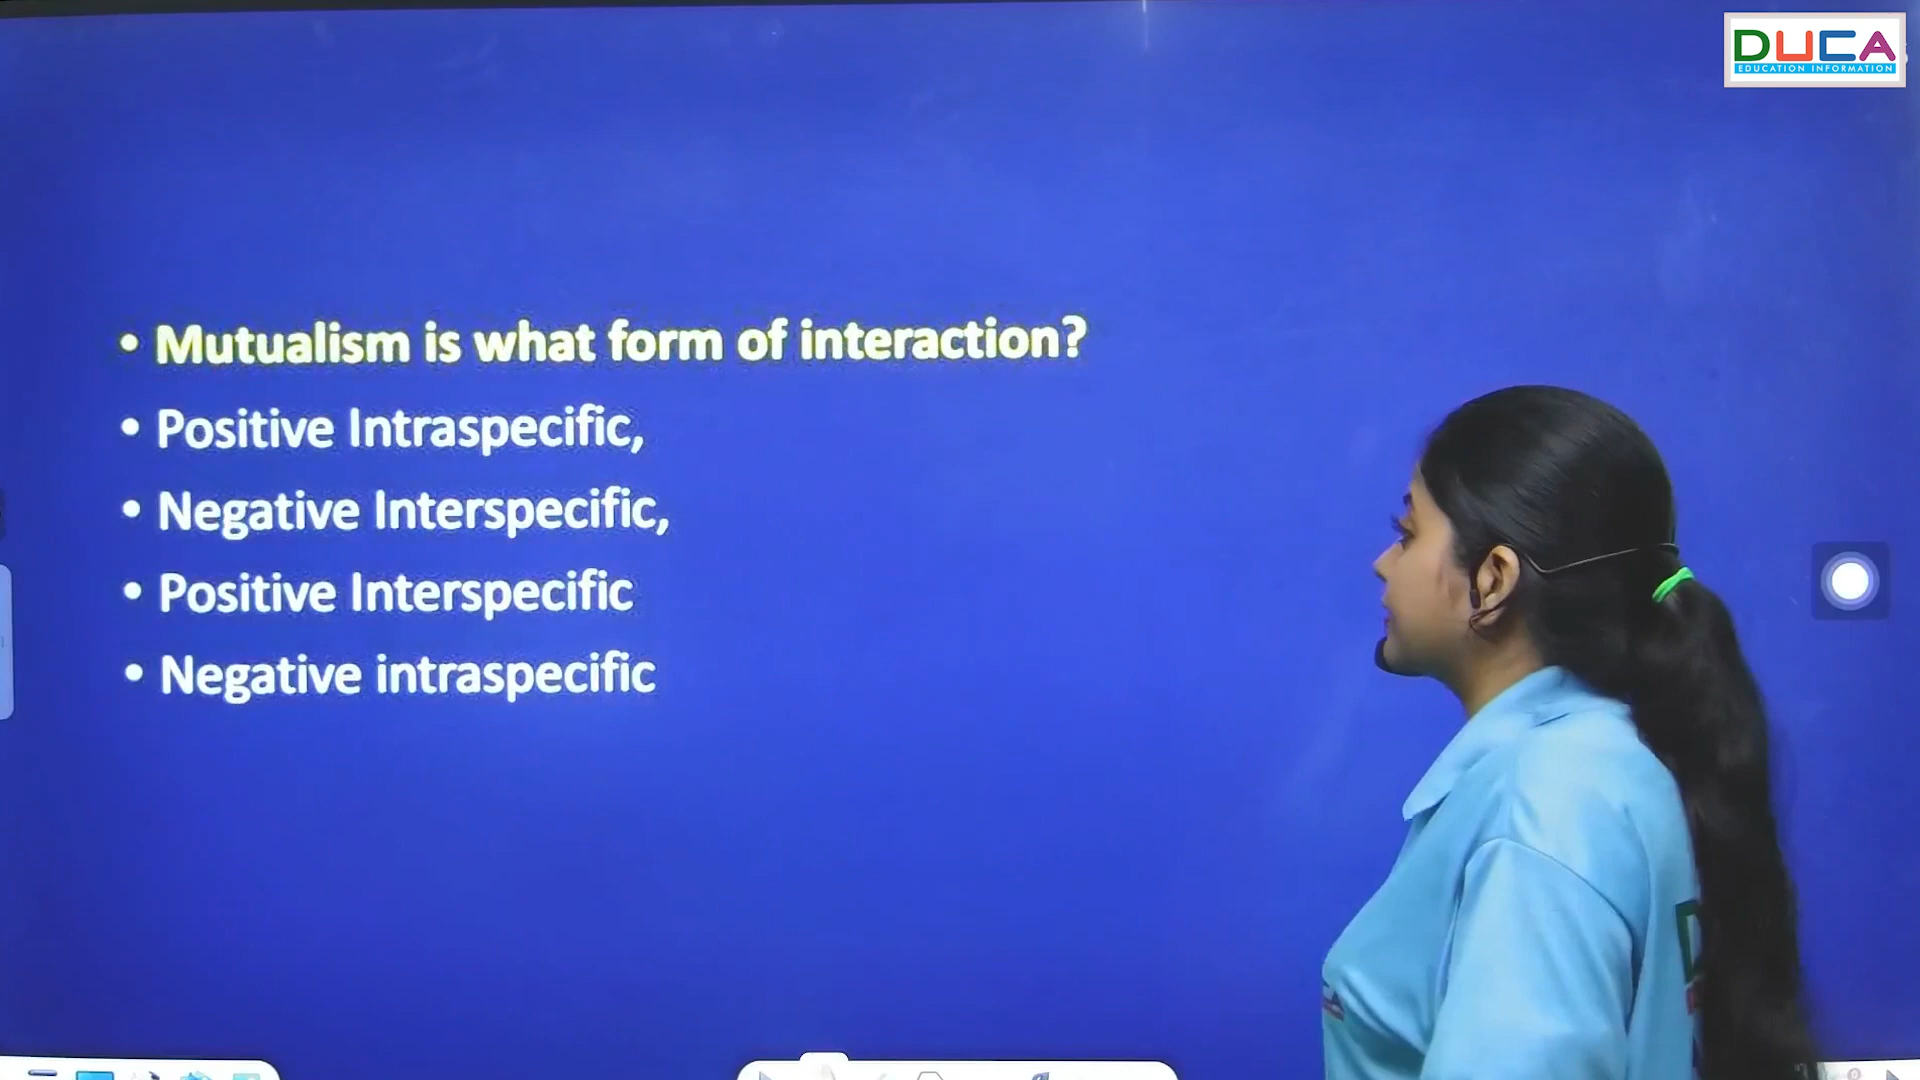 DUCA
EDUCATION INFORMATION
• Mutualism is what form of interaction?
• Positive Intraspecific,
• Negative Interspecific,
• Positive Interspecific
• Negative intraspecific